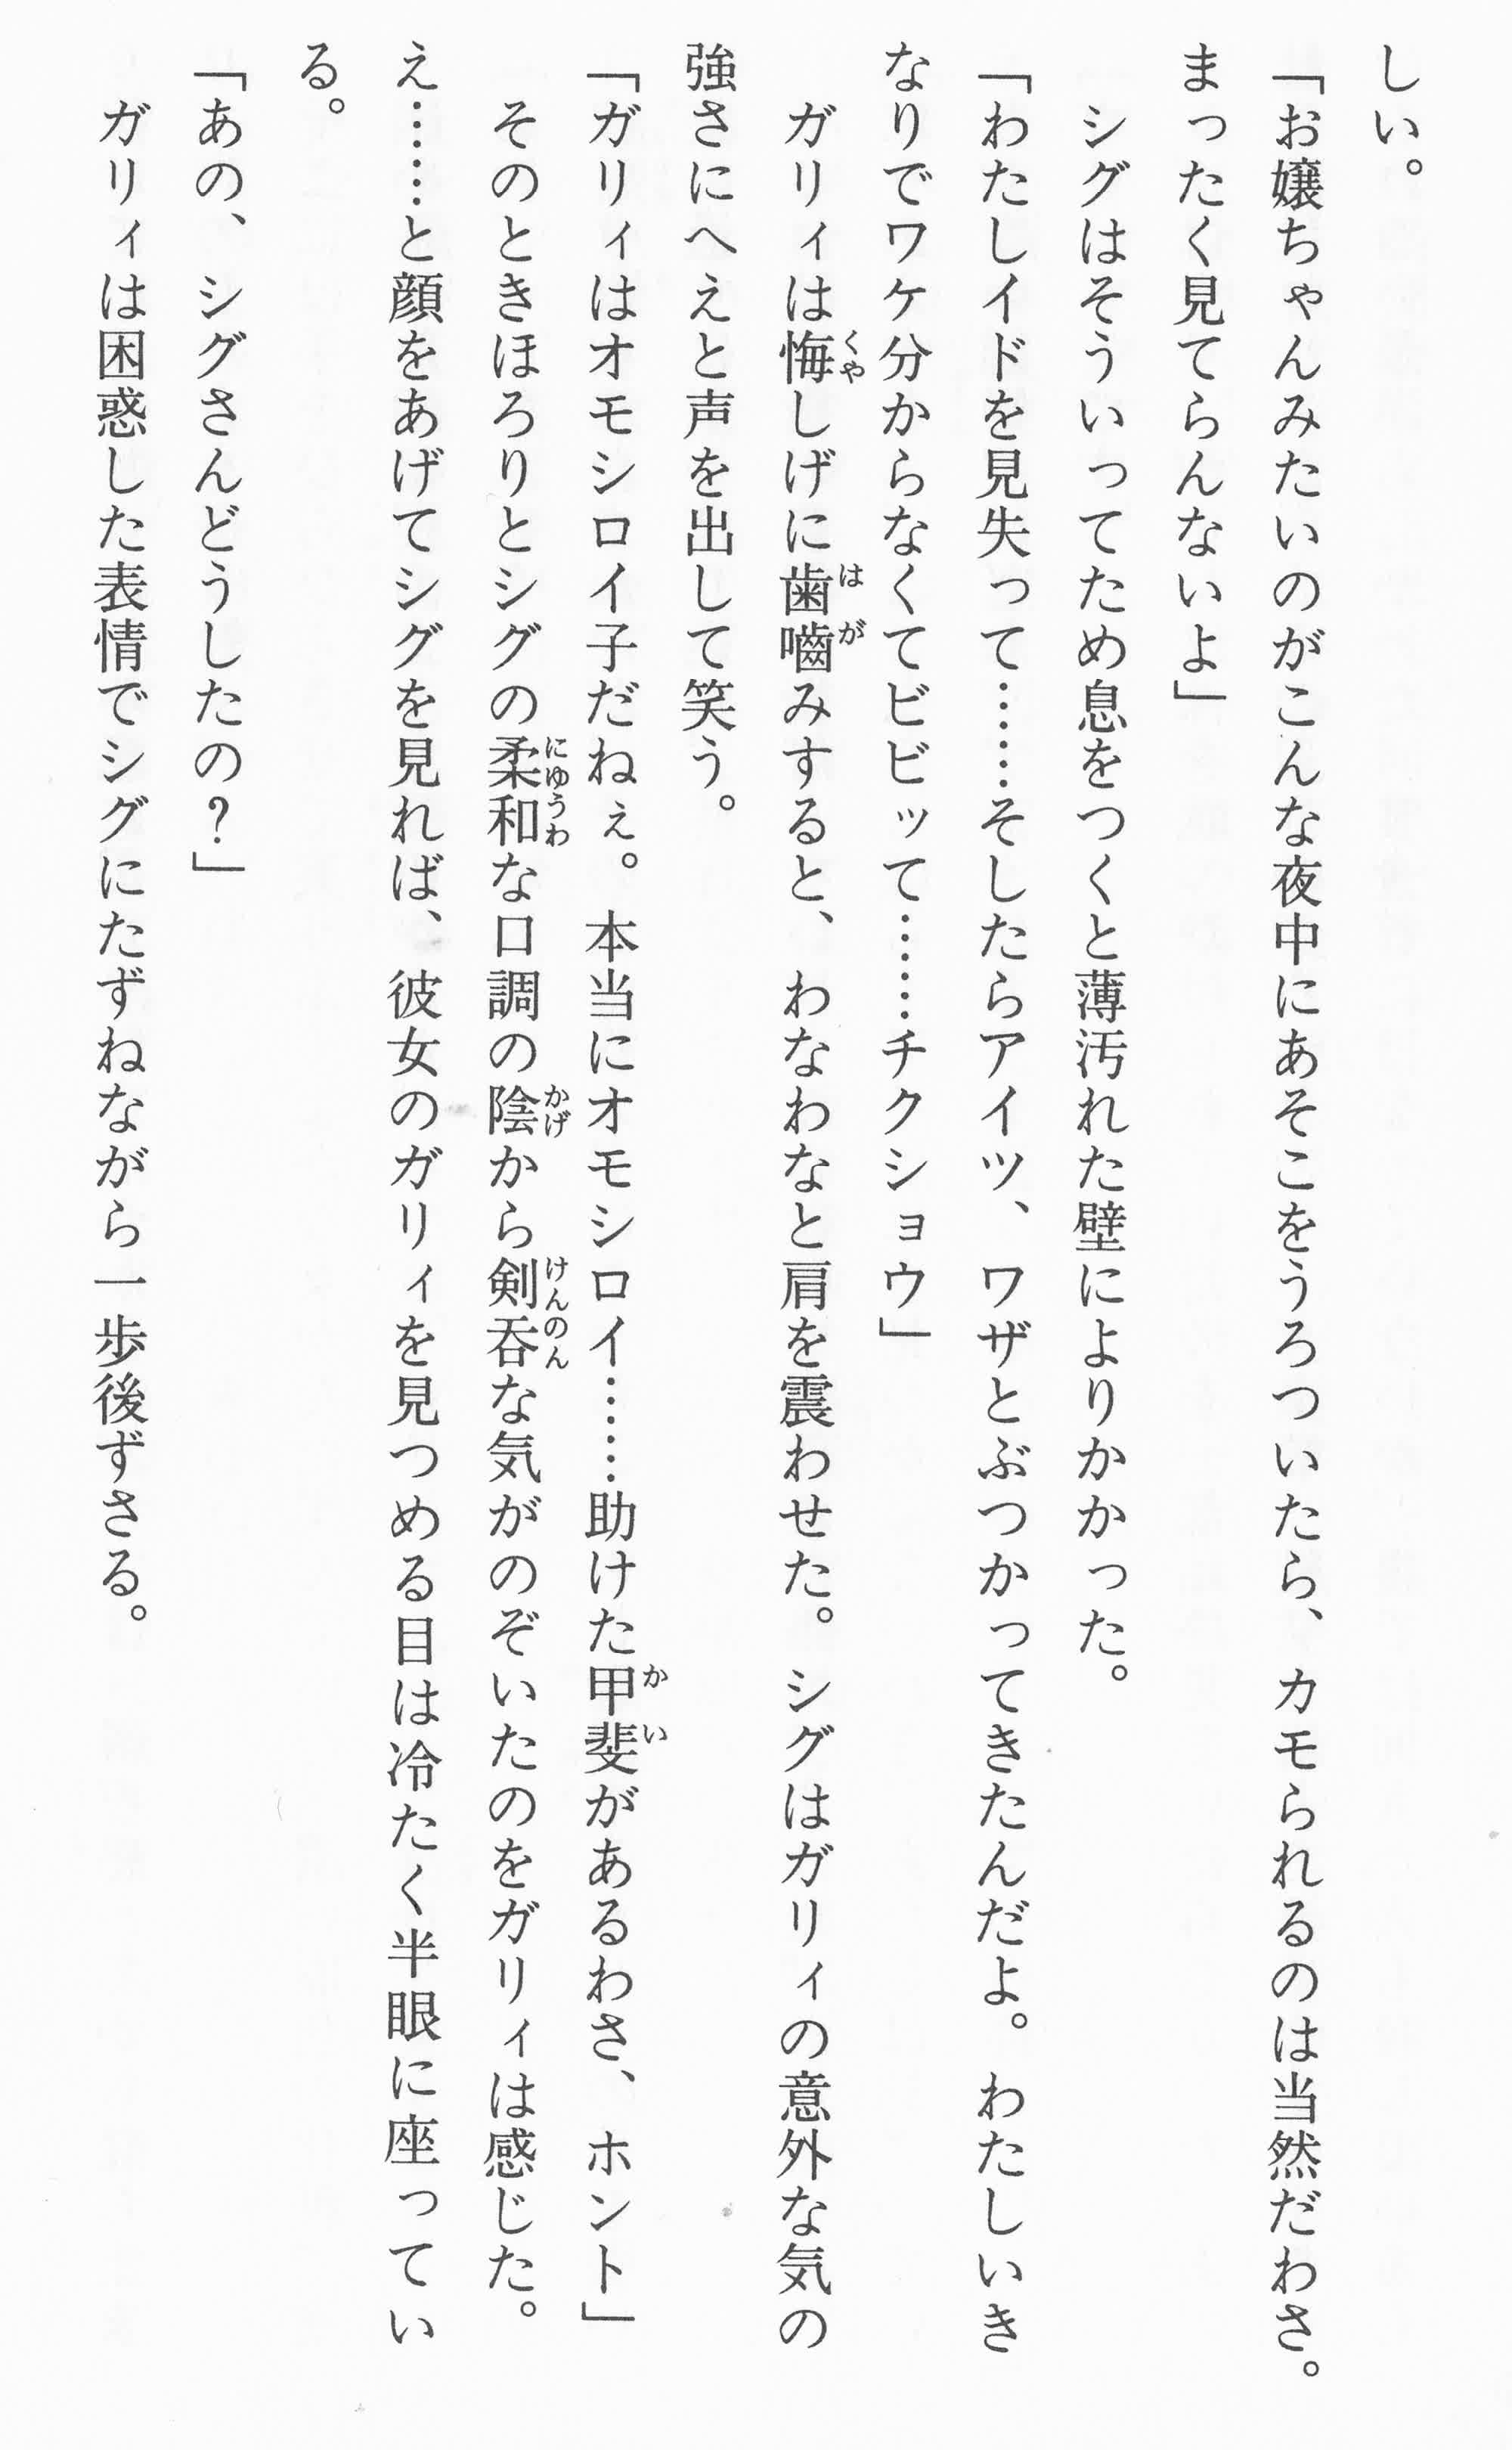 しい。
「お嬢ちゃんみたいのがこんな夜中にあそこをうろついたら、カモられるのは当然だわさ。
まったく見てらんないよ」
　シグはそういってため息をつくと薄汚れた壁によりかかった。
「わたしイドを見失って……そしたらアイツ、ワザとぶつかってきたんだよ。わたしいき
なりでワケ分からなくてビビッて……チクショウ」
　ガリィは悔しげに歯嚙みすると、わなわなと肩を震わせた。シグはガリィの意外な気の
強さにへえと声を出して笑う。
「ガリィはオモシロイ子だねぇ。本当にオモシロイ……助けた甲斐があるわさ、ホント」
　そのときほろりとシグの柔和な口調の陰から剣呑な気がのぞいたのをガリィは感じた。
え……と顔をあげてシグを見れば、彼女のガリィを見つめる目は冷たく半眼に座ってい
る。
「あの、シグさんどうしたの？」
　ガリィは困惑した表情でシグにたずねながら一歩後ずさる。